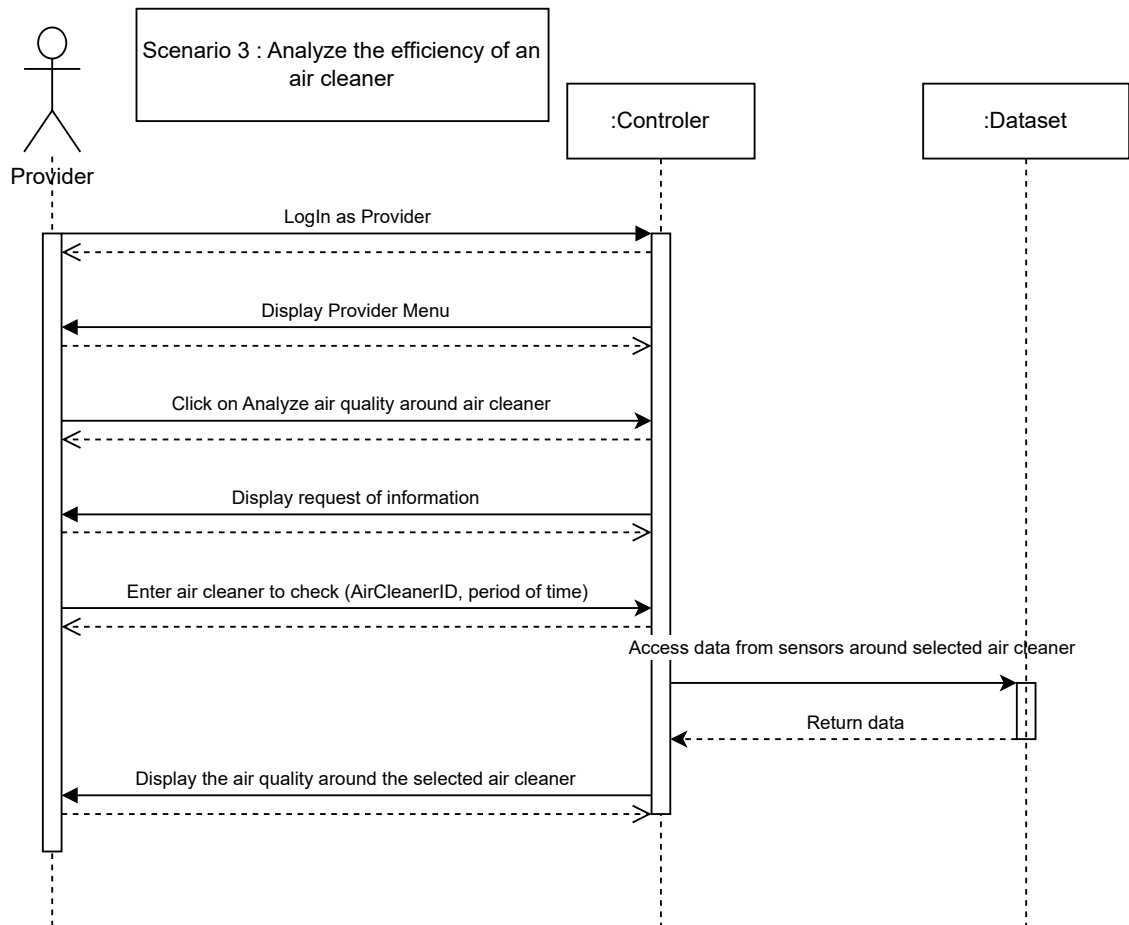 Scenario 3 : Analyze the efficiency of an
air cleaner
:Controler
:Dataset
Provider
LogIn as Provider
Display Provider Menu
Click on Analyze air quality around air cleaner
Display request of information
Enter air cleaner to check (AirCleanerID, period of time)
Access data from sensors around selected air cleaner
Return data
Display the air quality around the selected air cleaner